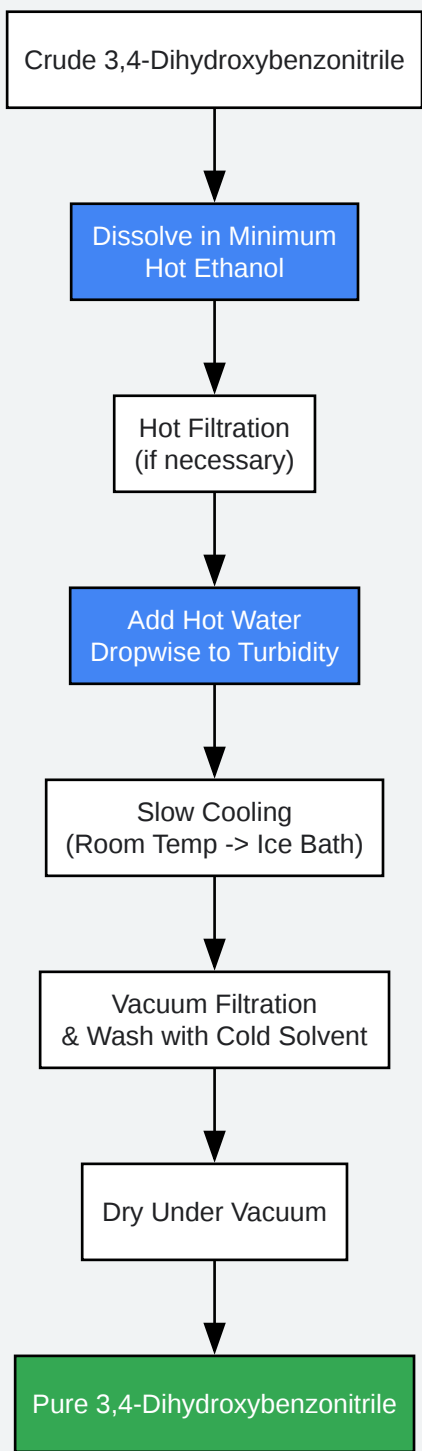 Crude 3,4-Dihydroxybenzonitrile
Dissolve in Minimum
Hot Ethanol
Hot Filtration
(if necessary)
Add Hot Water
Dropwise to Turbidity
Slow Cooling
(Room Temp -> Ice Bath)
Vacuum Filtration
& Wash with Cold Solvent
Dry Under Vacuum
Pure 3,4-Dihydroxybenzonitrile